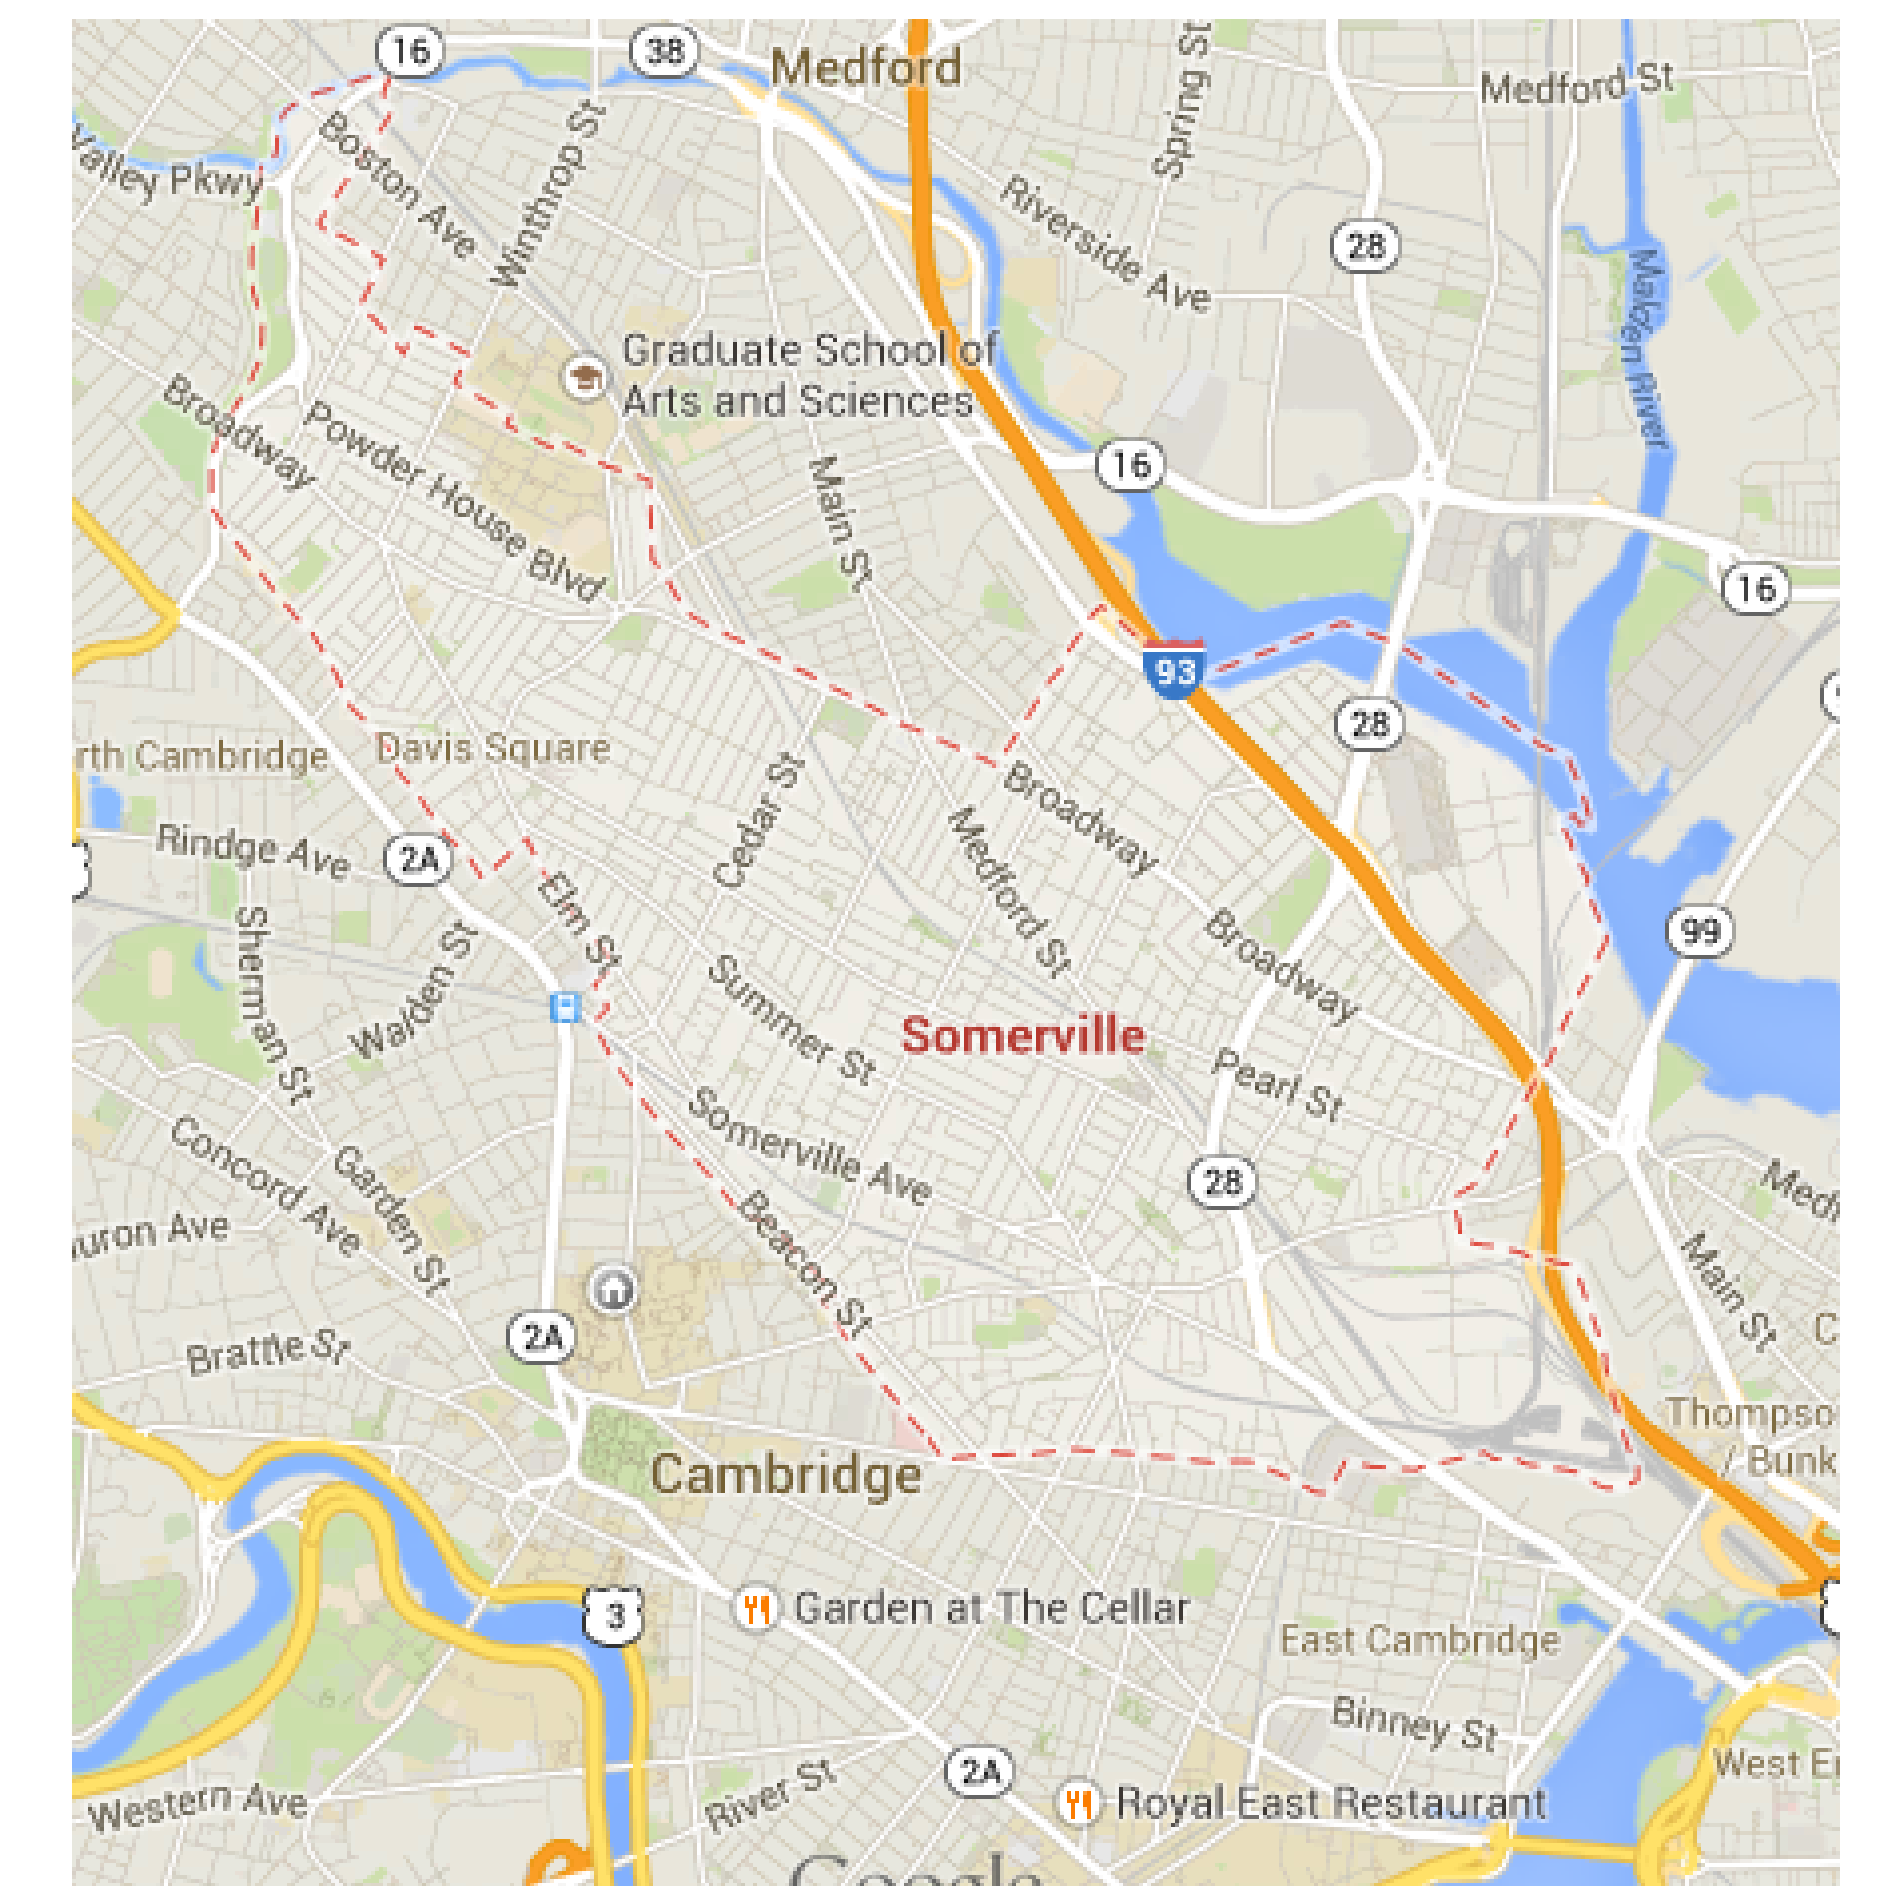 16
38
Medford
Spring St
Medford St
Valley Pkwy
Boston Ave
Winthrop St
Riverside Ave
28
Malden River
Graduate School of
Arts and Sciences
Broadway
Powder House Blvd
Main St
16
16
93
28
rth Cambridge
Davis Square
Cedar St
Broadway
Medford St
Rindge Ave
2A
Elm St
Sherman St
Walden St
Summer St
Broadway
99
Somerville
Pearl St
Concord Ave
Garden St
Somerville Ave
28
Medf
uron Ave
Beacon St
Main St
C
Brattle St
2A
Thompso
/ Bunk
Cambridge
3
Garden at The Cellar
East Cambridge
Binney St
West E
2A
River St
Royal East Restaurant
Western Ave
Google